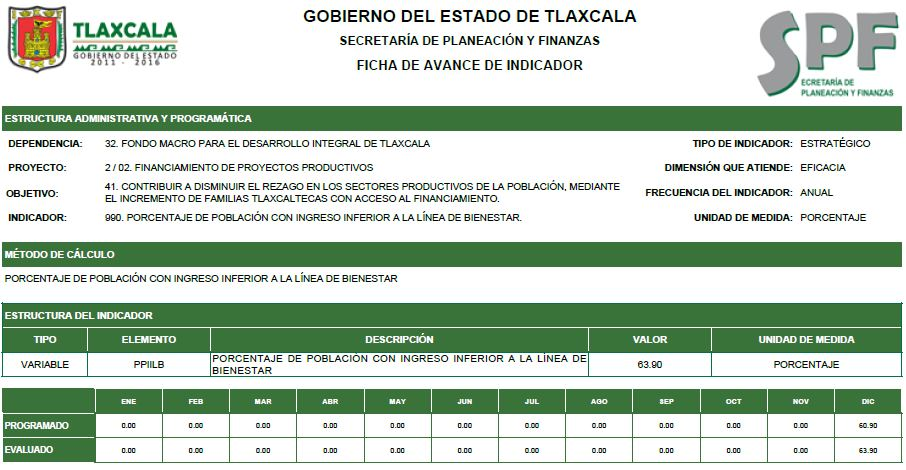 TLAXCALA
GOBIERNO DEL ESTADO
2011 - 2016
GOBIERNO DEL ESTADO DE TLAXCALA
SECRETARÍA DE PLANEACIÓN Y FINANZAS
FICHA DE AVANCE DE INDICADOR
SPF
SECRETARÍA DE
PLANEACIÓN Y FINANZAS
ESTRUCTURA ADMINISTRATIVA Y PROGRAMÁTICA
DEPENDENCIA: 32. FONDO MACRO PARA EL DESARROLLO INTEGRAL DE TLAXCALA TIPO DE INDICADOR: ESTRATÉGICO
PROYECTO: 2 / 02. FINANCIAMIENTO DE PROYECTOS PRODUCTIVOS DIMENSIÓN QUE ATIENDE: EFICACIA
OBJETIVO: 41. CONTRIBUIR A DISMINUIR EL REZAGO EN LOS SECTORES PRODUCTIVOS DE LA POBLACIÓN, MEDIANTE
EL INCREMENTO DE FAMILIAS TLAXCALTECAS CON ACCESO AL FINANCIAMIENTO. FRECUENCIA DEL INDICADOR: ANUAL
INDICADOR: 990. PORCENTAJE DE POBLACIÓN CON INGRESO INFERIOR A LA LÍNEA DE BIENESTAR. UNIDAD DE MEDIDA: PORCENTAJE
MÉTODO DE CÁLCULO
PORCENTAJE DE POBLACIÓN CON INGRESO INFERIOR A LA LÍNEA DE BIENESTAR
ESTRUCTURA DEL INDICADOR
TIPO ELEMENTO DESCRIPCIÓN VALOR UNIDAD DE MEDIDA
VARIABLE PPIILB PORCENTAJE DE POBLACIÓN CON INGRESO INFERIOR A LA LÍNEA DE
BIENESTAR 63.90 PORCENTAJE
ENE FEB MAR ABR MAY JUN JUL AGO SEP OCT NOV DIC
PROGRAMADO 0.00 0.00 0.00 0.00 0.00 0.00 0.00 0.00 0.00 0.00 0.00 60.90
EVALUADO 0.00 0.00 0.00 0.00 0.00 0.00 0.00 0.00 0.00 0.00 0.00 63.90